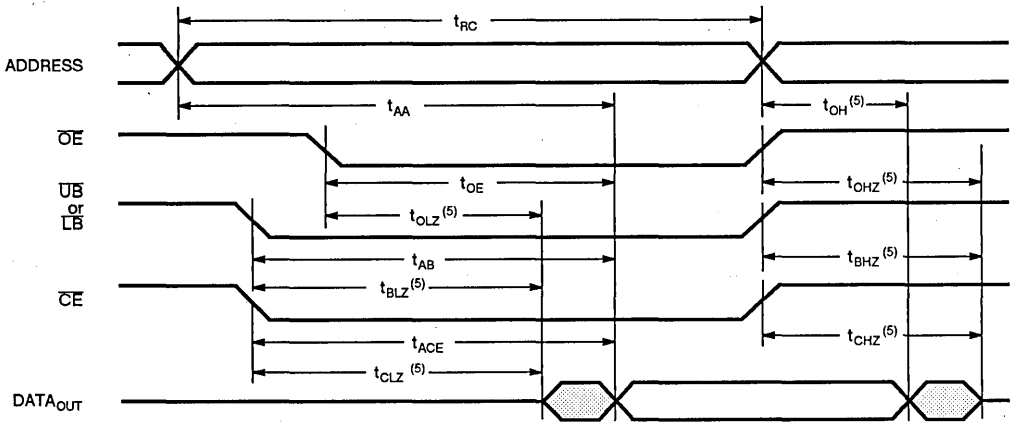 tRC
ADDRESS
tAA
tOH (5)
OE
tOE
tOHZ (5)
UB
or
LB
tOLZ (5)
tAB
tBHZ (5)
tBLZ (5)
CE
tACE
tCHZ (5)
tCLZ (5)
DATAOUT